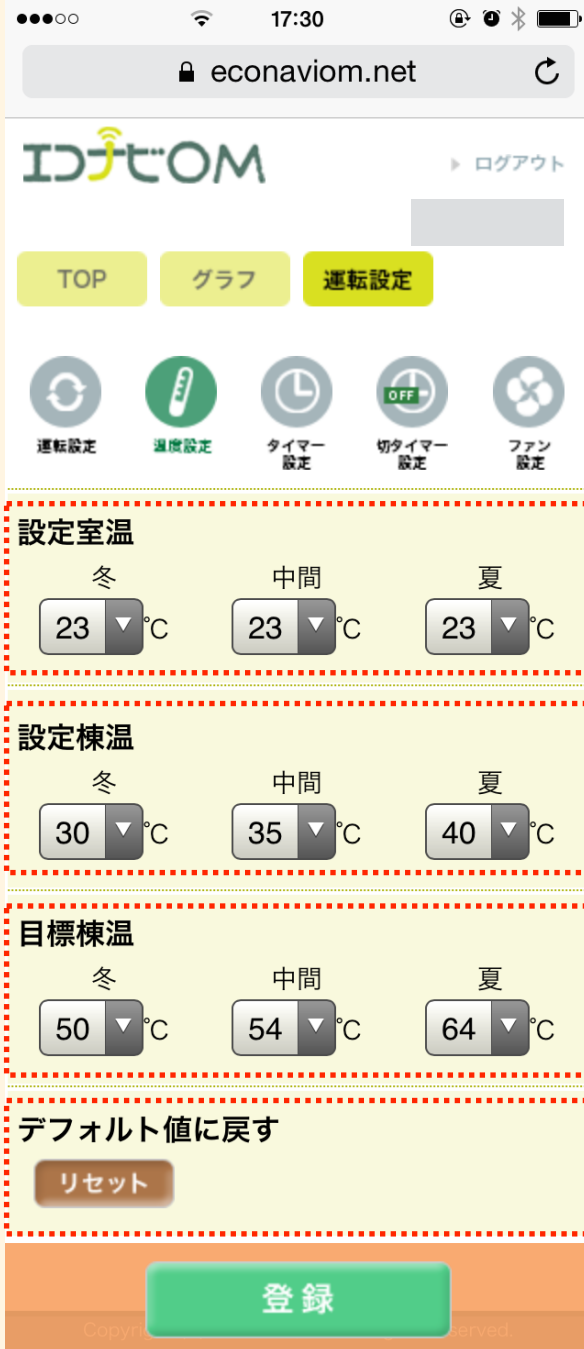 17:30
econaviom.net
エコナビOM
ログアウト
TOP グラフ 運転設定
運転設定 温度設定 タイマー設定 OFF 切タイマー設定 ファン設定
設定室温
冬 中間 夏
23 ℃ 23 ℃ 23 ℃
設定棟温
冬 中間 夏
30 ℃ 35 ℃ 40 ℃
目標棟温
冬 中間 夏
50 ℃ 54 ℃ 64 ℃
デフォルト値に戻す
リセット
登録